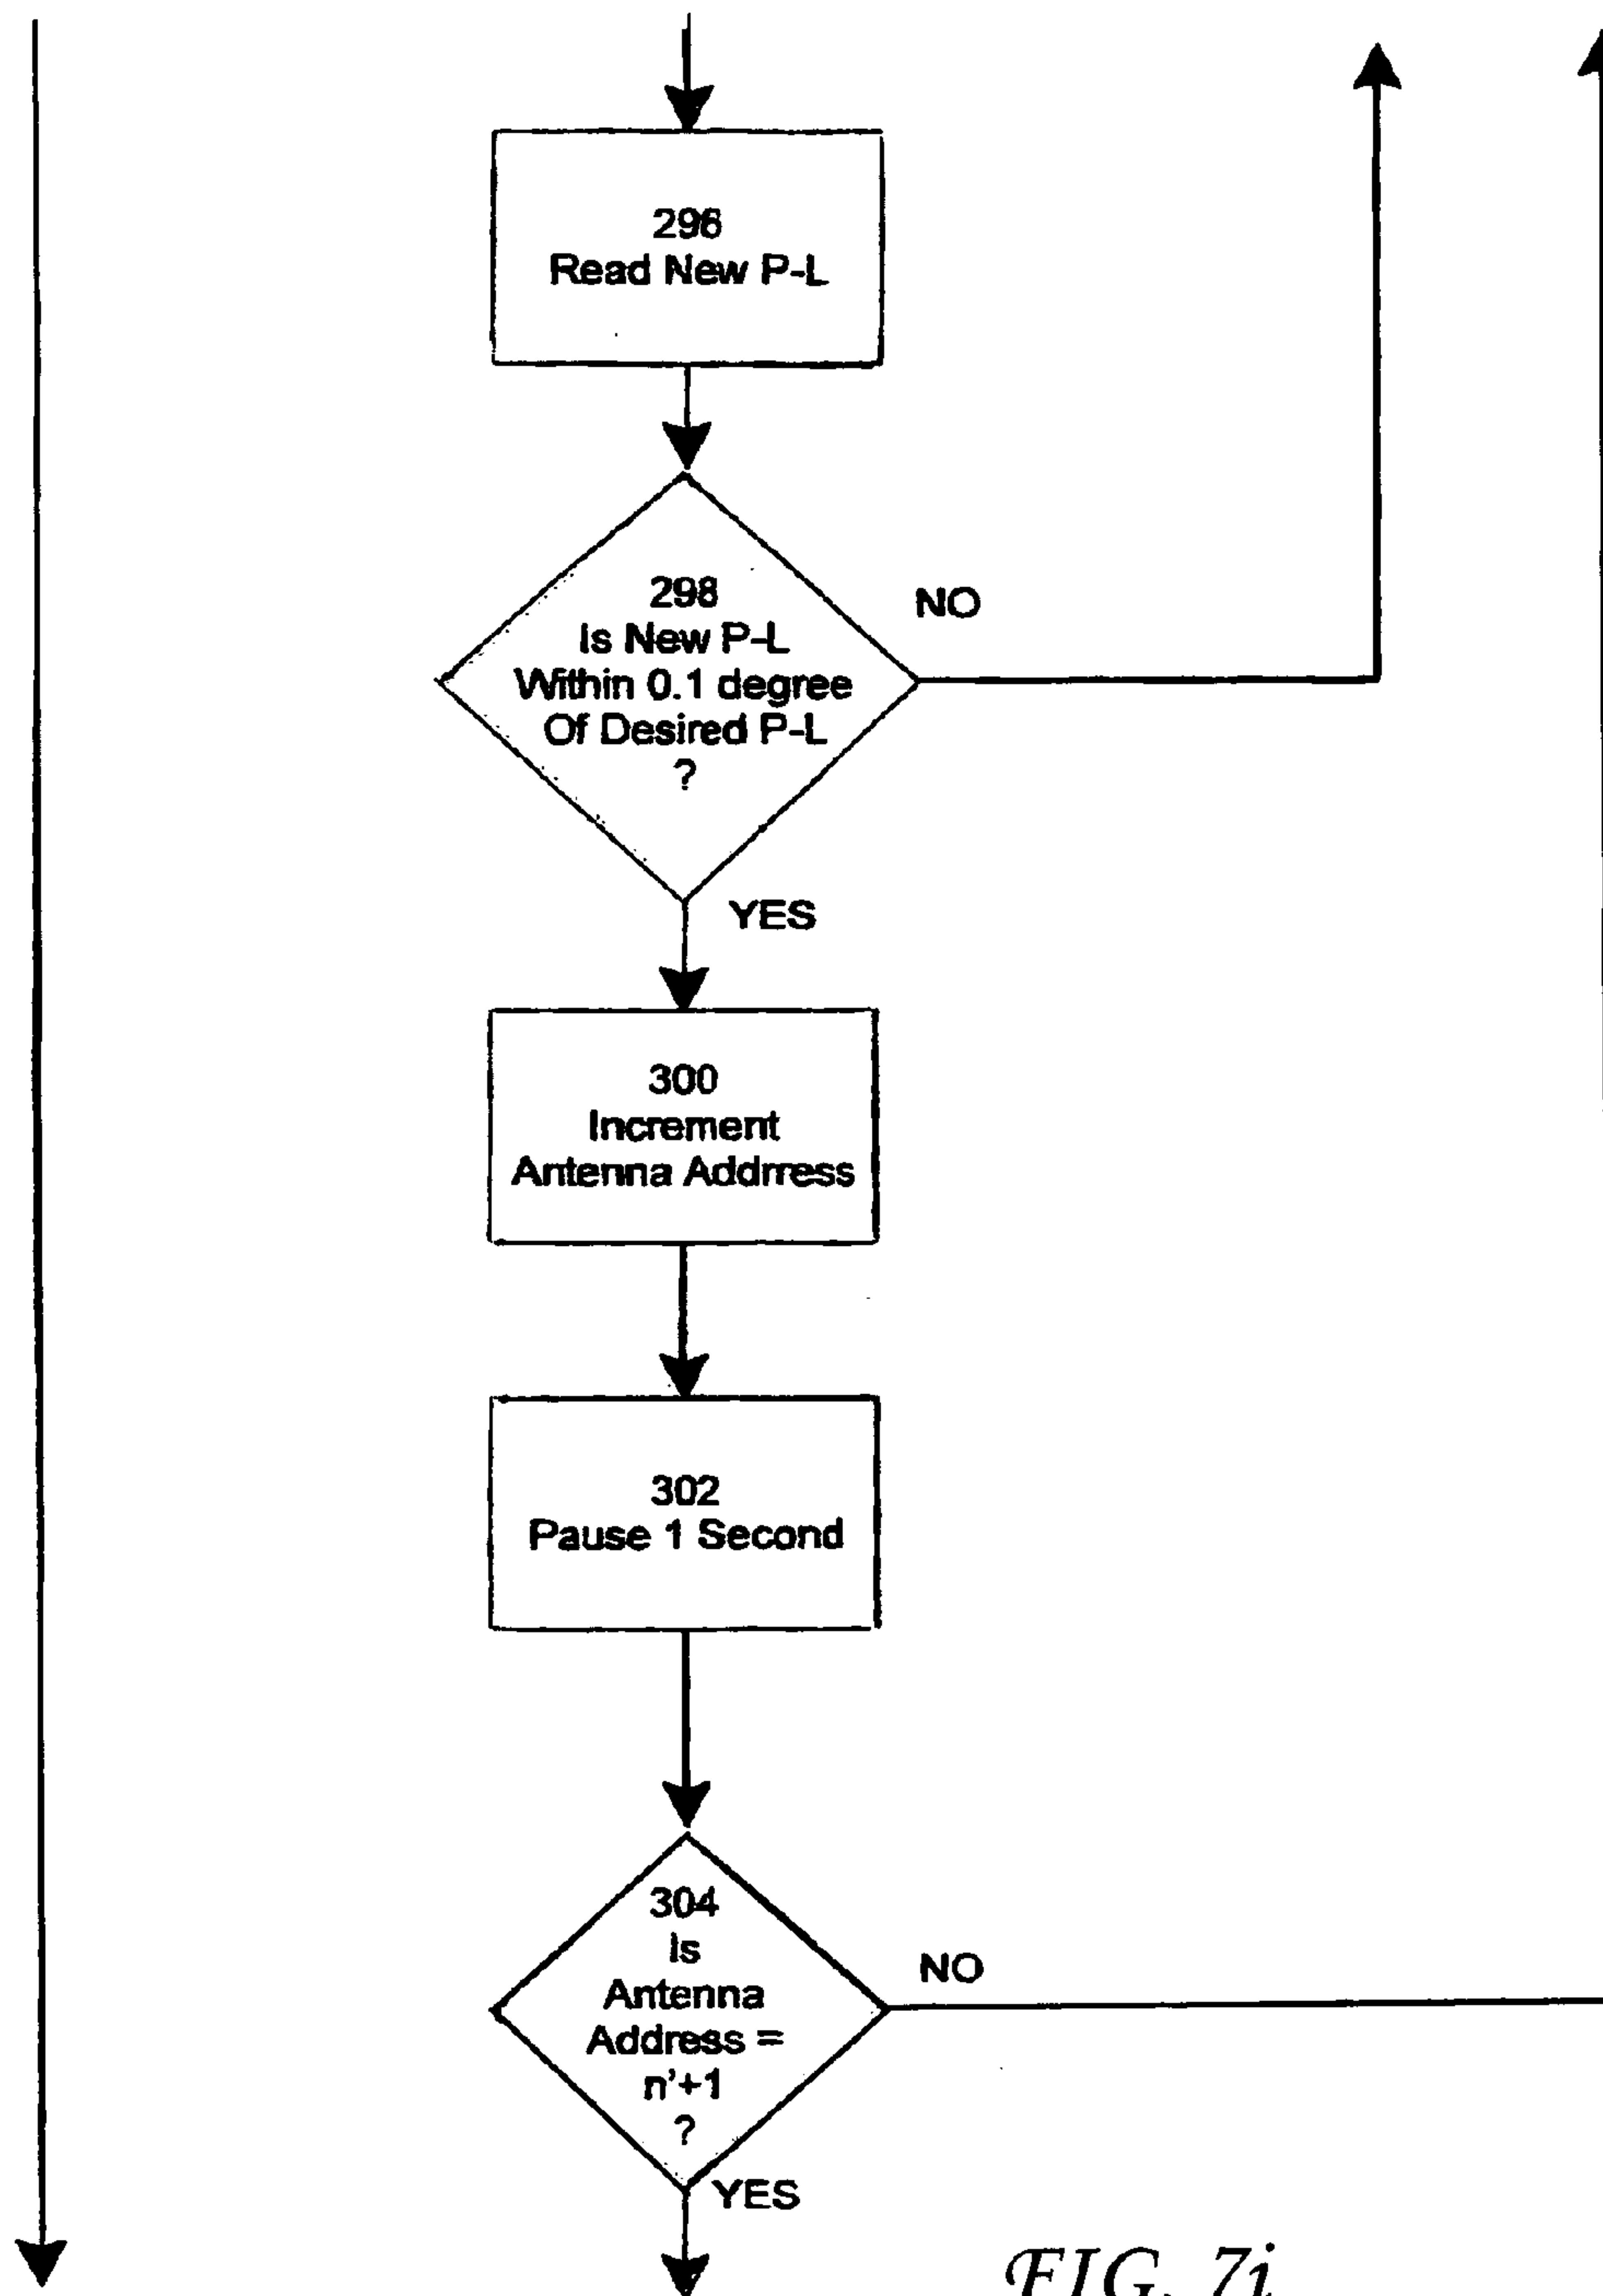 296
Read New P-L
298
Is New P-L
Within 0.1 degree
Of Desired P-L
?
NO
YES
300
Increment
Antenna Addrress
302
Pause 1 Second
304
Is
Antenna
Address =
n'+1
?
NO
YES
FIG. 7i